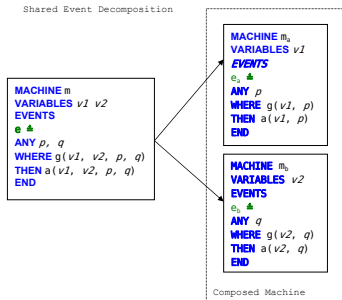 Shared Event Decomposition
MACHINE m
VARIABLES v1 v2
EVENTS
e ≙
ANY p, q
WHERE g(v1, v2, p, q)
THEN a(v1, v2, p, q)
END
MACHINE mₐ
VARIABLES v1
EVENTS
eₐ ≙
ANY p
WHERE g(v1, p)
THEN a(v1, p)
END
MACHINE m_b
VARIABLES v2
EVENTS
e_b ≙
ANY q
WHERE g(v2, q)
THEN a(v2, q)
END
Composed Machine